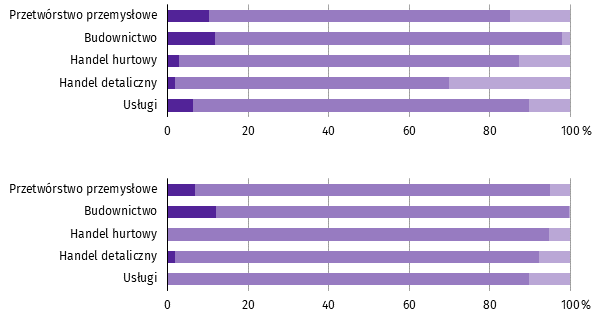 Przetwórstwo przemysłowe
Budownictwo
Handel hurtowy
Handel detaliczny
Usługi
0 20 40 60 80 100 %
Przetwórstwo przemysłowe
Budownictwo
Handel hurtowy
Handel detaliczny
Usługi
0 20 40 60 80 100 %